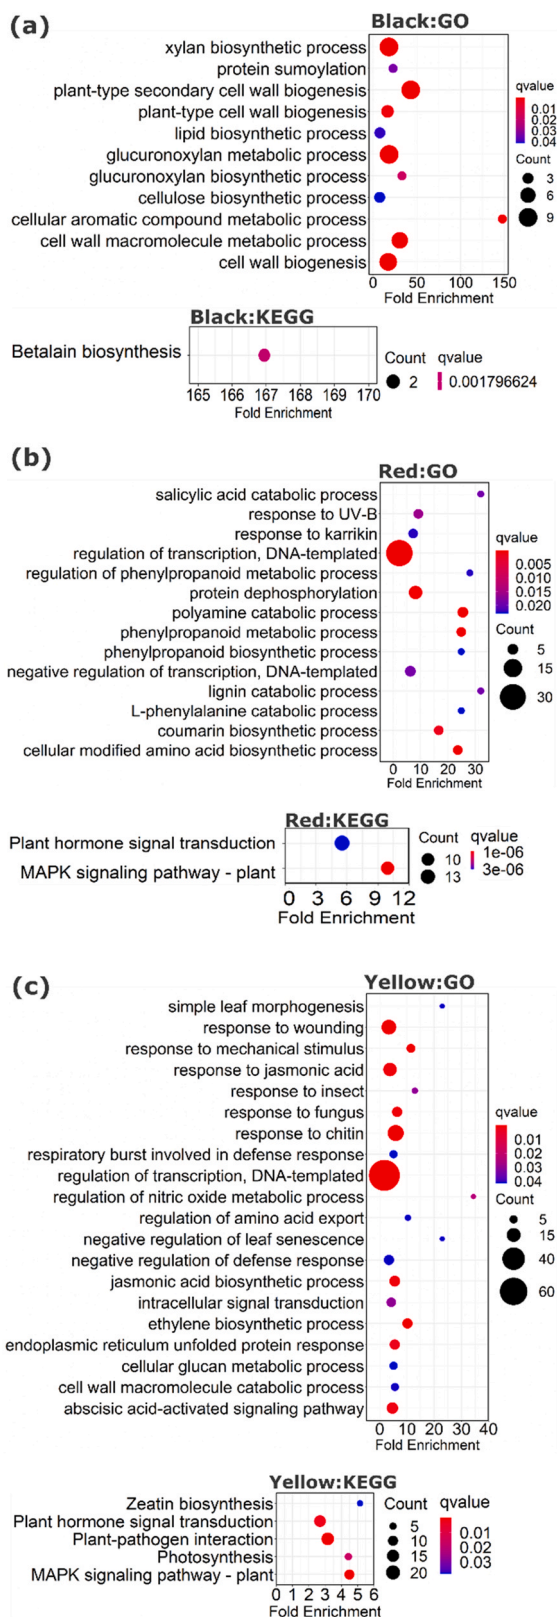 (a)
Black:GO
xylan biosynthetic process
protein sumoylation
plant-type secondary cell wall biogenesis
plant-type cell wall biogenesis
lipid biosynthetic process
glucuronoxylan metabolic process
glucuronoxylan biosynthetic process
cellulose biosynthetic process
cellular aromatic compound metabolic process
cell wall macromolecule metabolic process
cell wall biogenesis
0 50 100 150
Fold Enrichment
qvalue
0.01
0.02
0.03
0.04
Count
3
6
9
Black:KEGG
Betalain biosynthesis
165 166 167 168 169 170
Fold Enrichment
Count
2
qvalue
0.001796624
(b)
Red:GO
salicylic acid catabolic process
response to UV-B
response to karrikin
regulation of transcription, DNA-templated
regulation of phenylpropanoid metabolic process
protein dephosphorylation
polyamine catabolic process
phenylpropanoid metabolic process
phenylpropanoid biosynthetic process
negative regulation of transcription, DNA-templated
lignin catabolic process
L-phenylalanine catabolic process
coumarin biosynthetic process
cellular modified amino acid biosynthetic process
0 10 20 30
Fold Enrichment
qvalue
0.005
0.010
0.015
0.020
Count
5
15
30
Red:KEGG
Plant hormone signal transduction
MAPK signaling pathway - plant
0 3 6 9 12
Fold Enrichment
Count
10
13
qvalue
1e-06
3e-06
(c)
Yellow:GO
simple leaf morphogenesis
response to wounding
response to mechanical stimulus
response to jasmonic acid
response to insect
response to fungus
response to chitin
respiratory burst involved in defense response
regulation of transcription, DNA-templated
regulation of nitric oxide metabolic process
regulation of amino acid export
negative regulation of leaf senescence
negative regulation of defense response
jasmonic acid biosynthetic process
intracellular signal transduction
ethylene biosynthetic process
endoplasmic reticulum unfolded protein response
cellular glucan metabolic process
cell wall macromolecule catabolic process
abscisic acid-activated signaling pathway
0 10 20 30 40
Fold Enrichment
qvalue
0.01
0.02
0.03
0.04
Count
5
15
40
60
Yellow:KEGG
Zeatin biosynthesis
Plant hormone signal transduction
Plant-pathogen interaction
Photosynthesis
MAPK signaling pathway - plant
0 1 2 3 4 5 6
Fold Enrichment
Count
5
10
15
20
qvalue
0.01
0.02
0.03